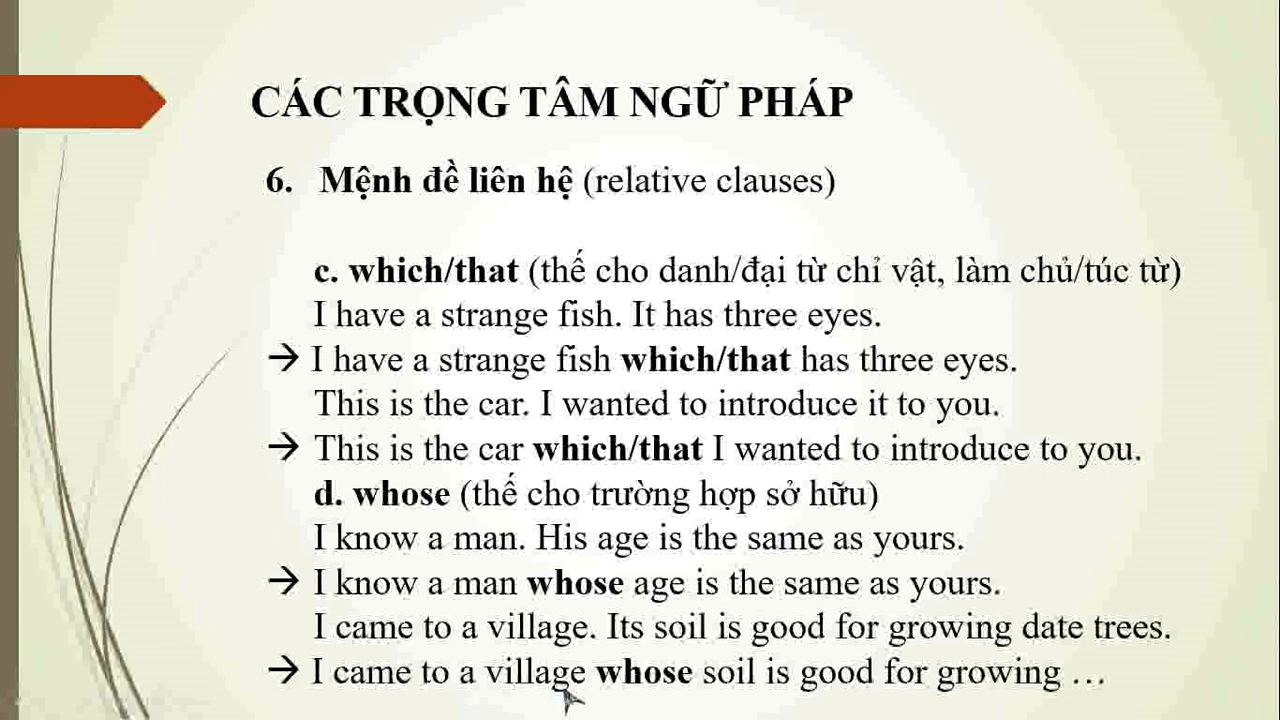 CÁC TRỌNG TÂM NGỮ PHÁP
6. Mệnh đề liên hệ (relative clauses)
c. which/that (thế cho danh/đại từ chỉ vật, làm chủ/túc từ)
I have a strange fish. It has three eyes.
→ I have a strange fish which/that has three eyes.
This is the car. I wanted to introduce it to you.
→ This is the car which/that I wanted to introduce to you.
d. whose (thế cho trường hợp sở hữu)
I know a man. His age is the same as yours.
→ I know a man whose age is the same as yours.
I came to a village. Its soil is good for growing date trees.
→ I came to a village whose soil is good for growing …